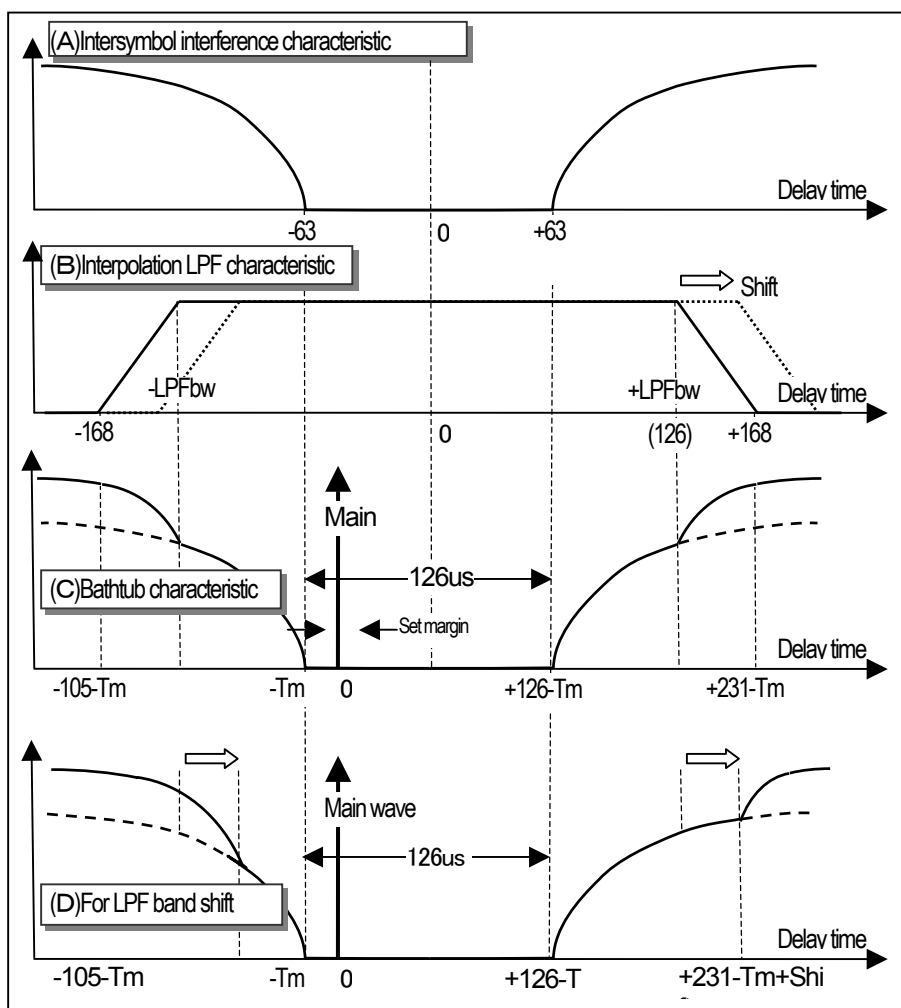 (A)Intersymbol interference characteristic
Delay time
-63
0
+63
(B)Interpolation LPF characteristic
Shift
-LPFbw
+LPFbw
Delay time
-168
0
(126)
+168
Main
126us
(C)Bathtub characteristic
Set margin
Delay time
-105-Tm
-Tm
0
+126-Tm
+231-Tm
Main wave
126us
(D)For LPF band shift
Delay time
-105-Tm
-Tm
0
+126-T
+231-Tm+Shi